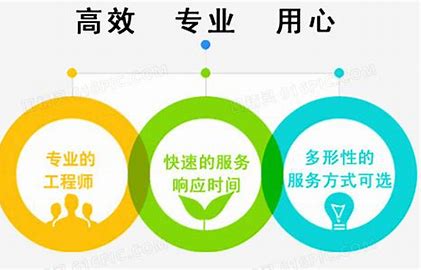 高效 专业 用心
专业的
工程师
快速的服务
响应时间
多形性的
服务方式可选